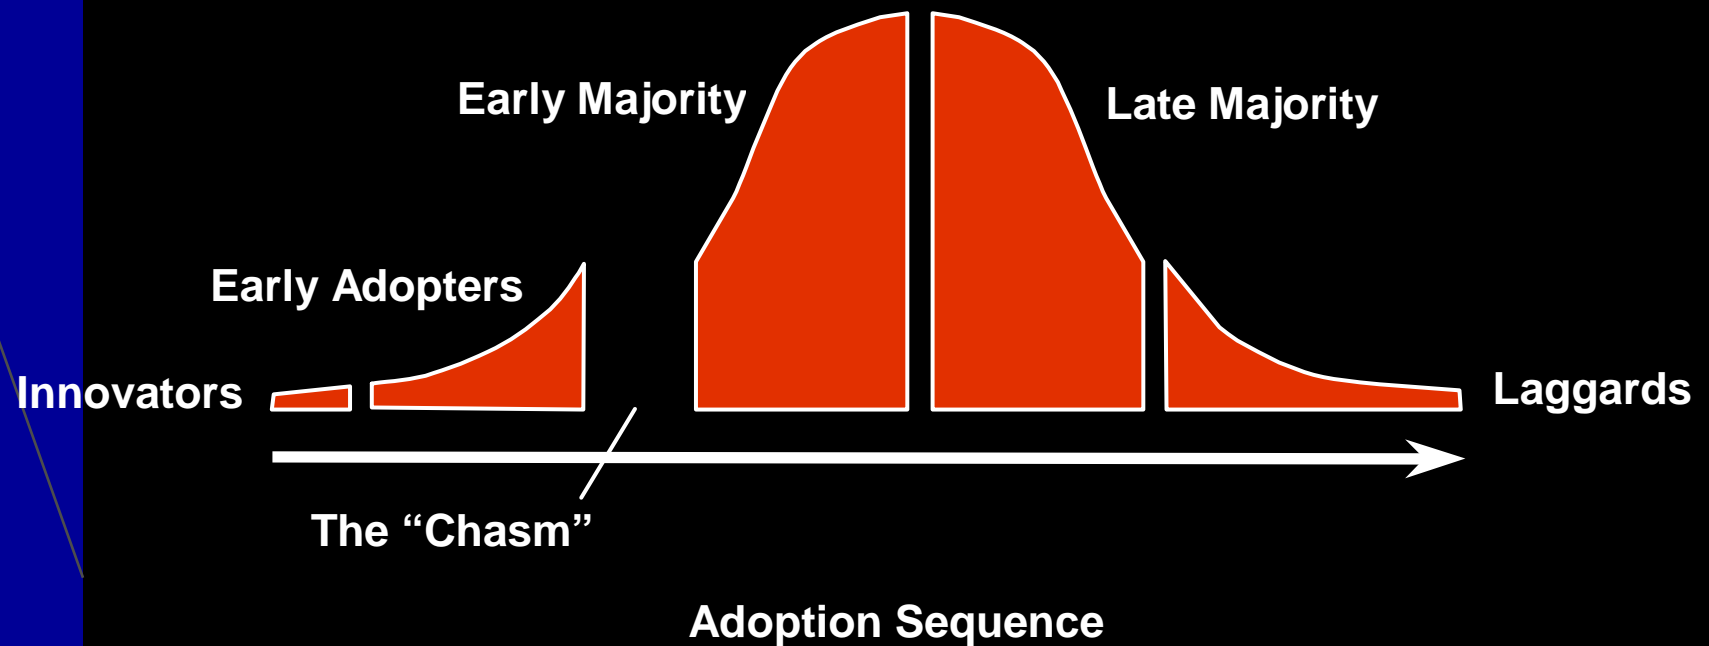 Early Majority
Late Majority
Early Adopters
Innovators
Laggards
The “Chasm”
Adoption Sequence